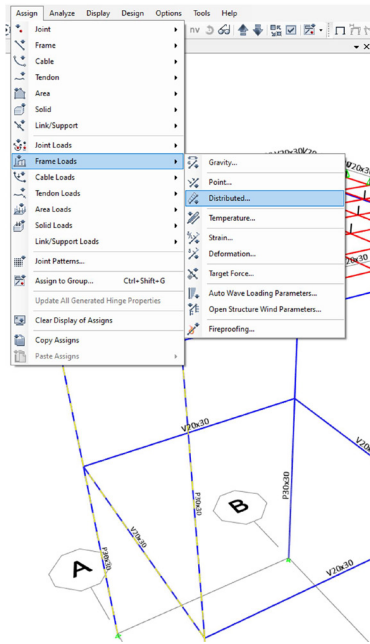 Assign Analyze Display Design Options Tools Help
Joint
Frame
nv
Cable
Tendon
Area
Solid
Link/Support
Joint Loads
Frame Loads
Gravity...
Cable Loads
Point...
Tendon Loads
Distributed...
Area Loads
Temperature...
Solid Loads
Strain...
Link/Support Loads
Deformation...
Joint Patterns...
Target Force...
Assign to Group... Ctrl+Shift+G
Auto Wave Loading Parameters...
Update All Generated Hinge Properties
Open Structure Wind Parameters...
Clear Display of Assigns
Fireproofing...
Copy Assigns
Paste Assigns
V20x30
V20x30
P30x30
P30x30
V20x30
P30x30
V20x30
A
B